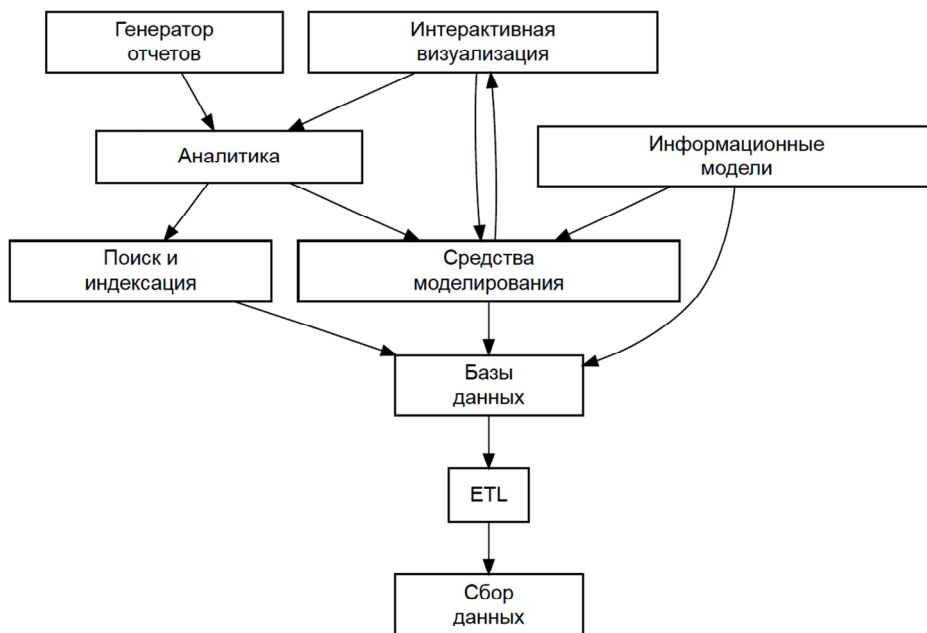 Генератор
отчетов
Интерактивная
визуализация
Аналитика
Информационные
модели
Поиск и
индексация
Средства
моделирования
Базы
данных
ETL
Сбор
данных